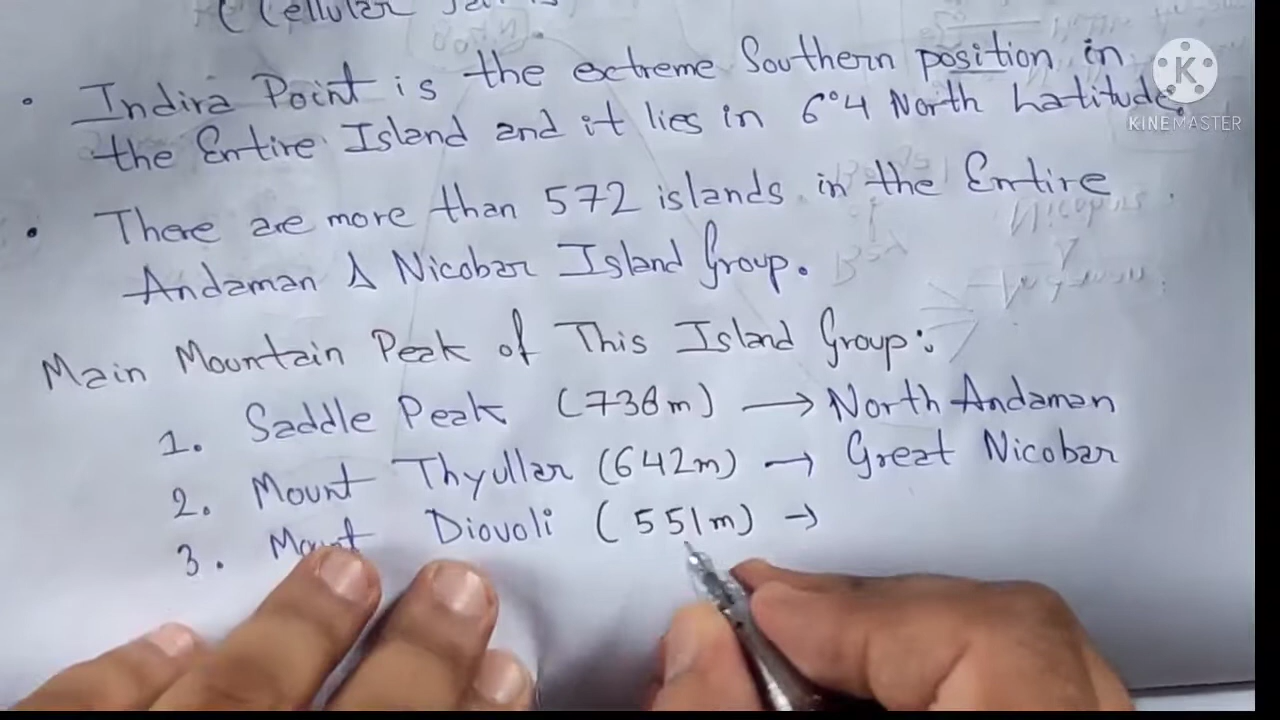 (Cellular
Indira Point is the extreme Southern position in
the Entire Island and it lies in 6°4 North Latitude.
There are more than 572 islands in the Entire
Andaman & Nicobar Island Group.
Main Mountain Peak of This Island Group:
1. Saddle Peak (738m) → North Andaman
2. Mount Thyullar (642m) → Great Nicobar
3. Mount Diovoli (551m) →
K
KINEMASTER